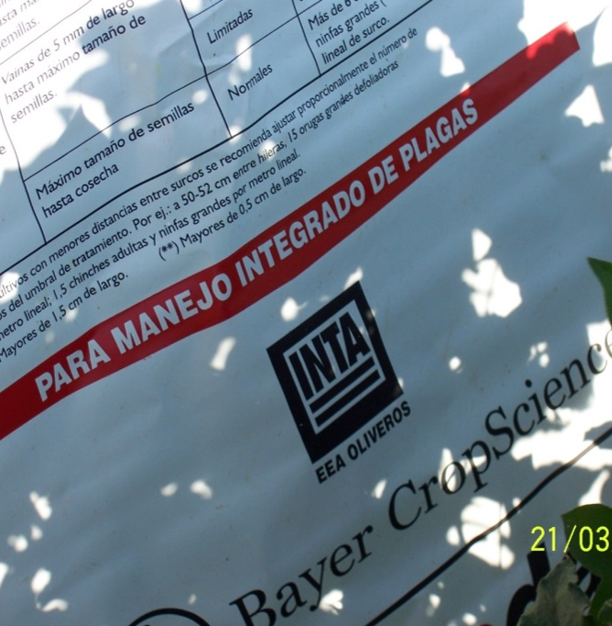 hasta ma
semillas.
Vainas de 5 mm de largo
hasta máximo tamaño de
semillas.
Limitadas
Más de 6
ninfas grandes (
lineal de surco.
Máximo tamaño de semillas
hasta cosecha
Normales
ultivos con menores distancias entre surcos se recomienda ajustar proporcionalmente el número de
os del umbral de tratamiento. Por ej.: a 50-52 cm entre hileras: 15 orugas grandes defoliadoras
metro lineal; 1,5 chinches adultas y ninfas grandes por metro lineal.
Mayores de 1.5 cm de largo. (**) Mayores de 0,5 cm de largo.
PARA MANEJO INTEGRADO DE PLAGAS
INTA
EEA OLIVEROS
Bayer CropScience
21/03